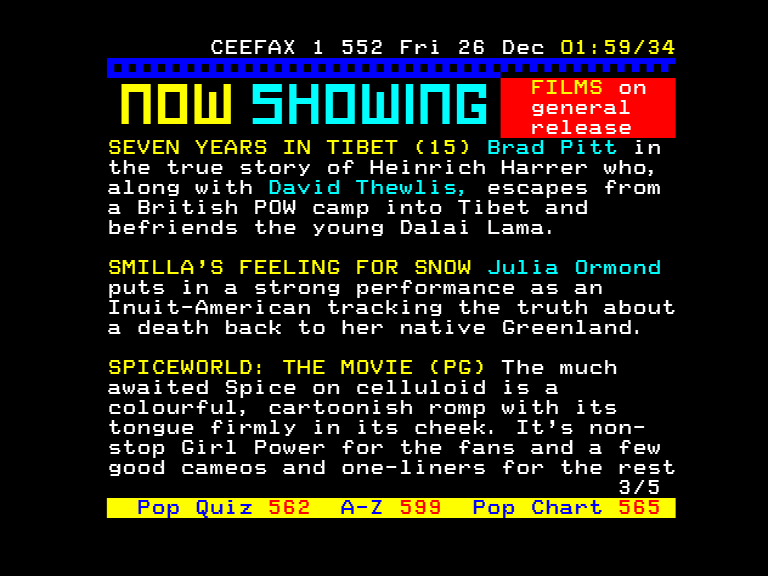 CEEFAX 1 552 Fri 26 Dec 01:59/34
NOW SHOWING
FILMS on
general
release
SEVEN YEARS IN TIBET (15) Brad Pitt in
the true story of Heinrich Harrer who,
along with David Thewlis, escapes from
a British POW camp into Tibet and
befriends the young Dalai Lama.
SMILLA'S FEELING FOR SNOW Julia Ormond
puts in a strong performance as an
Inuit-American tracking the truth about
a death back to her native Greenland.
SPICEWORLD: THE MOVIE (PG) The much
awaited Spice on celluloid is a
colourful, cartoonish romp with its
tongue firmly in its cheek. It's non-
stop Girl Power for the fans and a few
good cameos and one-liners for the rest
3/5
Pop Quiz 562 A-Z 599 Pop Chart 565